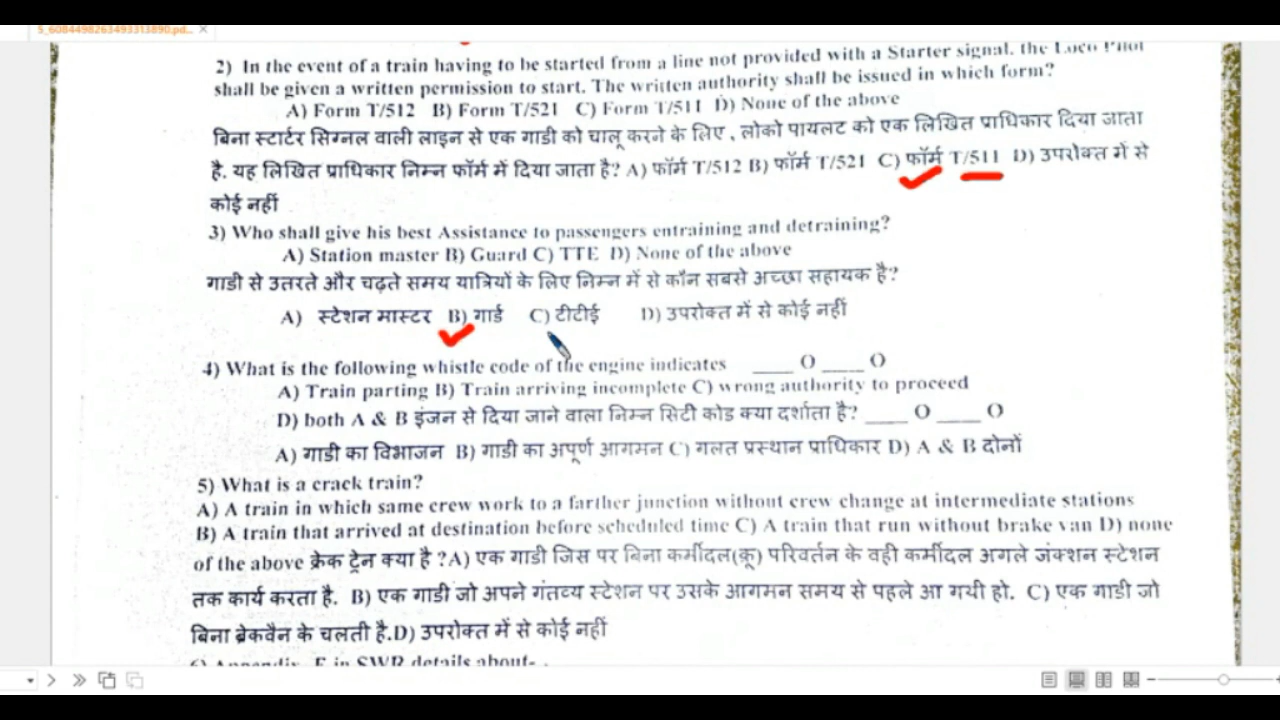 5_6084498263493313890.pd... ×
2) In the event of a train having to be started from a line not provided with a Starter signal, the Loco Pilot
shall be given a written permission to start. The written authority shall be issued in which form?
A) Form T/512 B) Form T/521 C) Form T/511 D) None of the above
बिना स्टार्टर सिग्नल वाली लाइन से एक गाडी को चालू करने के लिए , लोको पायलट को एक लिखित प्राधिकार दिया जाता
है. यह लिखित प्राधिकार निम्न फॉर्म में दिया जाता है? A) फॉर्म T/512 B) फॉर्म T/521 C) फॉर्म T/511 D) उपरोक्त में से
कोई नहीं
3) Who shall give his best Assistance to passengers entraining and detraining?
A) Station master B) Guard C) TTE D) None of the above
गाडी से उतरते और चढ़ते समय यात्रियों के लिए निम्न में से कौन सबसे अच्छा सहायक है?
A) स्टेशन मास्टर B) गार्ड C) टीटीई D) उपरोक्त में से कोई नहीं
4) What is the following whistle code of the engine indicates ____ O ____ O
A) Train parting B) Train arriving incomplete C) wrong authority to proceed
D) both A & B इंजन से दिया जाने वाला निम्न सिटी कोड क्या दर्शाता है? ____ O ____ O
A) गाडी का विभाजन B) गाडी का अपूर्ण आगमन C) गलत प्रस्थान प्राधिकार D) A & B दोनों
5) What is a crack train?
A) A train in which same crew work to a farther junction without crew change at intermediate stations
B) A train that arrived at destination before scheduled time C) A train that run without brake van D) none
of the above क्रेक ट्रेन क्या है ?A) एक गाडी जिस पर बिना कर्मीदल(क्रू) परिवर्तन के वही कर्मीदल अगले जंक्शन स्टेशन
तक कार्य करता है. B) एक गाडी जो अपने गंतव्य स्टेशन पर उसके आगमन समय से पहले आ गयी हो. C) एक गाडी जो
बिना ब्रेकवैन के चलती है.D) उपरोक्त में से कोई नहीं
6) Appendix E in SWR details about-